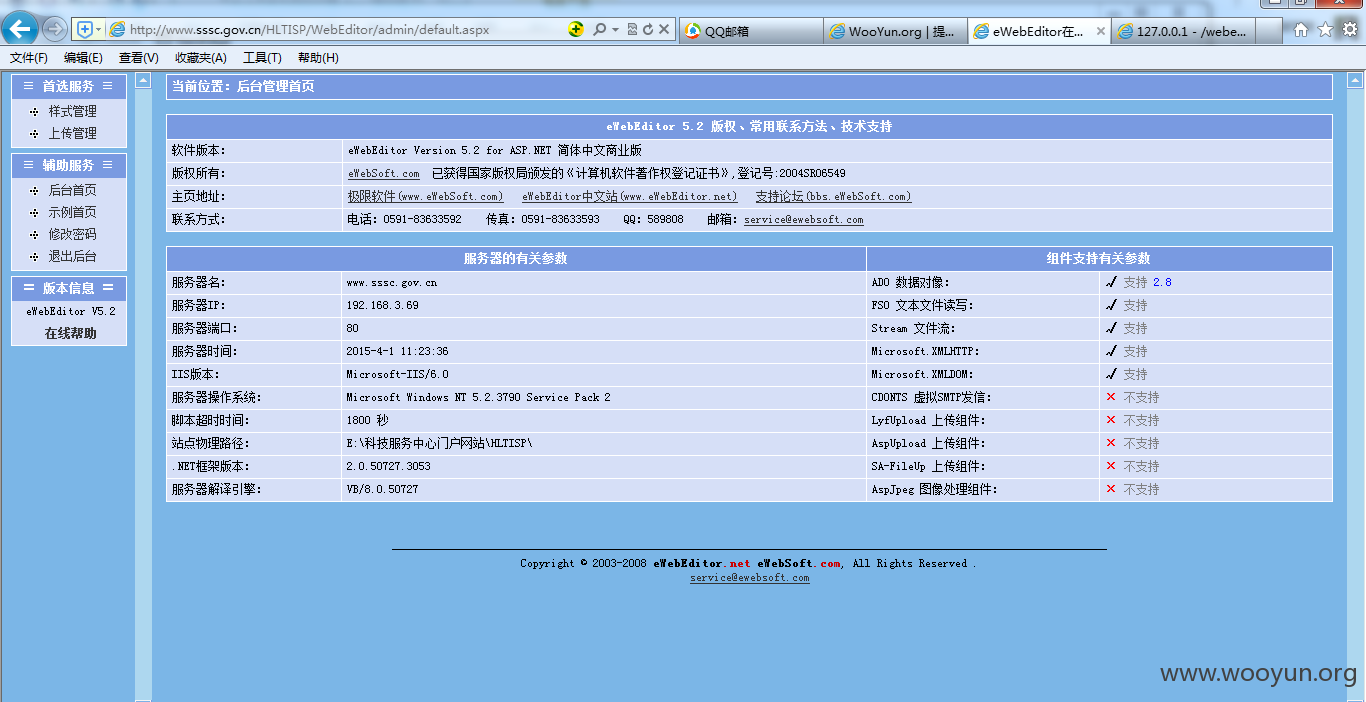 http://www.sssc.gov.cn/HLTISP/WebEditor/admin/default.aspx
QQ邮箱
WooYun.org | 提...
eWebEditor在...
127.0.0.1 - /webe...
文件(F) 编辑(E) 查看(V) 收藏夹(A) 工具(T) 帮助(H)
首选服务
样式管理
上传管理
辅助服务
后台首页
示例首页
修改密码
退出后台
版本信息
eWebEditor V5.2
在线帮助
当前位置：后台管理首页
eWebEditor 5.2 版权、常用联系方法、技术支持
软件版本： eWebEditor Version 5.2 for ASP.NET 简体中文商业版
版权所有： eWebSoft.com 已获得国家版权局颁发的《计算机软件著作权登记证书》,登记号:2004SR06549
主页地址： 极限软件(www.eWebSoft.com) eWebEditor中文站(www.eWebEditor.net) 支持论坛(bbs.eWebSoft.com)
联系方式： 电话：0591-83633592 传真：0591-83633593 QQ：589808 邮箱：service@ewebsoft.com
服务器的有关参数
服务器名： www.sssc.gov.cn
服务器IP： 192.168.3.69
服务器端口： 80
服务器时间： 2015-4-1 11:23:36
IIS版本： Microsoft-IIS/6.0
服务器操作系统： Microsoft Windows NT 5.2.3790 Service Pack 2
脚本超时时间： 1800 秒
站点物理路径： E:\科技服务中心门户网站\HLTISP\
.NET框架版本： 2.0.50727.3053
服务器解译引擎： VB/8.0.50727
组件支持有关参数
ADO 数据对像： ✓ 支持 2.8
FSO 文本文件读写： ✓ 支持
Stream 文件流： ✓ 支持
Microsoft.XMLHTTP： ✓ 支持
Microsoft.XMLDOM： ✓ 支持
CDONTS 虚拟SMTP发信： × 不支持
LyfUpload 上传组件： × 不支持
AspUpload 上传组件： × 不支持
SA-FileUp 上传组件： × 不支持
AspJpeg 图像处理组件： × 不支持
Copyright © 2003-2008 eWebEditor.net eWebSoft.com, All Rights Reserved .
service@ewebsoft.com
www.wooyun.org